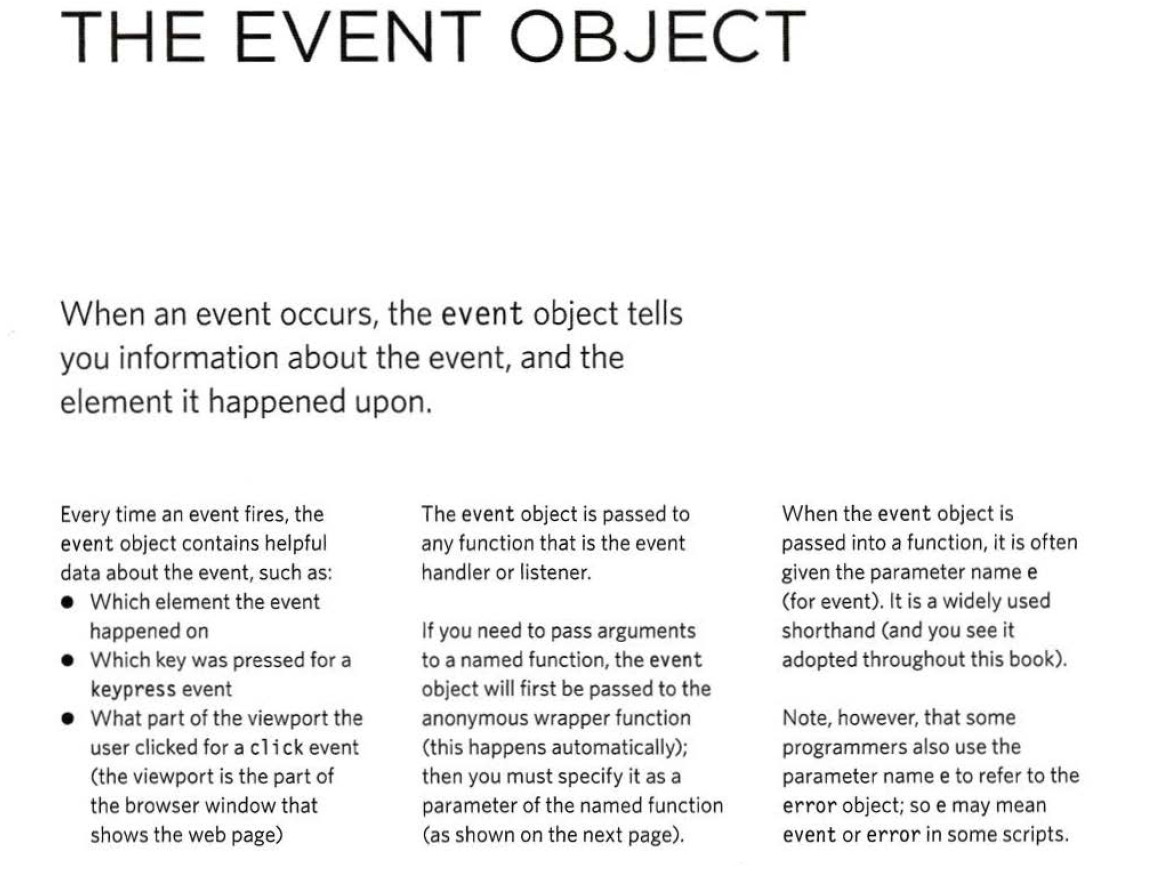 THE EVENT OBJECT
When an event occurs, the event object tells
you information about the event, and the
element it happened upon.
Every time an event fires, the
event object contains helpful
data about the event, such as:
● Which element the event
happened on
● Which key was pressed for a
keypress event
● What part of the viewport the
user clicked for a click event
(the viewport is the part of
the browser window that
shows the web page)
The event object is passed to
any function that is the event
handler or listener.
If you need to pass arguments
to a named function, the event
object will first be passed to the
anonymous wrapper function
(this happens automatically);
then you must specify it as a
parameter of the named function
(as shown on the next page).
When the event object is
passed into a function, it is often
given the parameter name e
(for event). It is a widely used
shorthand (and you see it
adopted throughout this book).
Note, however, that some
programmers also use the
parameter name e to refer to the
error object; so e may mean
event or error in some scripts.